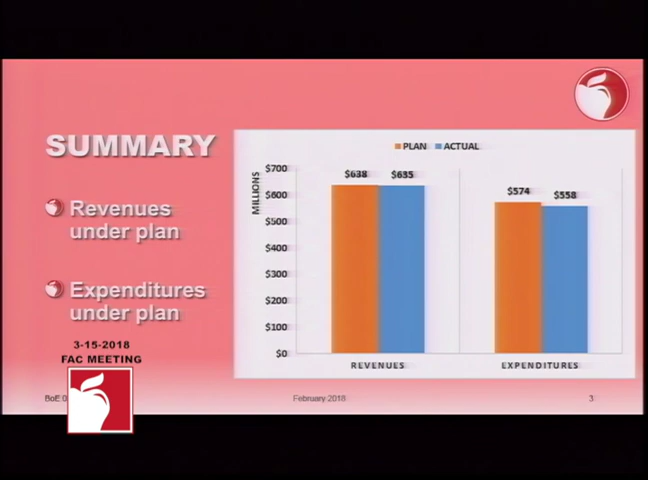 SUMMARY
Revenues
under plan
Expenditures
under plan
3-15-2018
FAC MEETING
PLAN ACTUAL
MILLIONS
$700
$600
$500
$400
$300
$200
$100
$0
$638 $635
$574 $558
REVENUES EXPENDITURES
BoE
February 2018
3